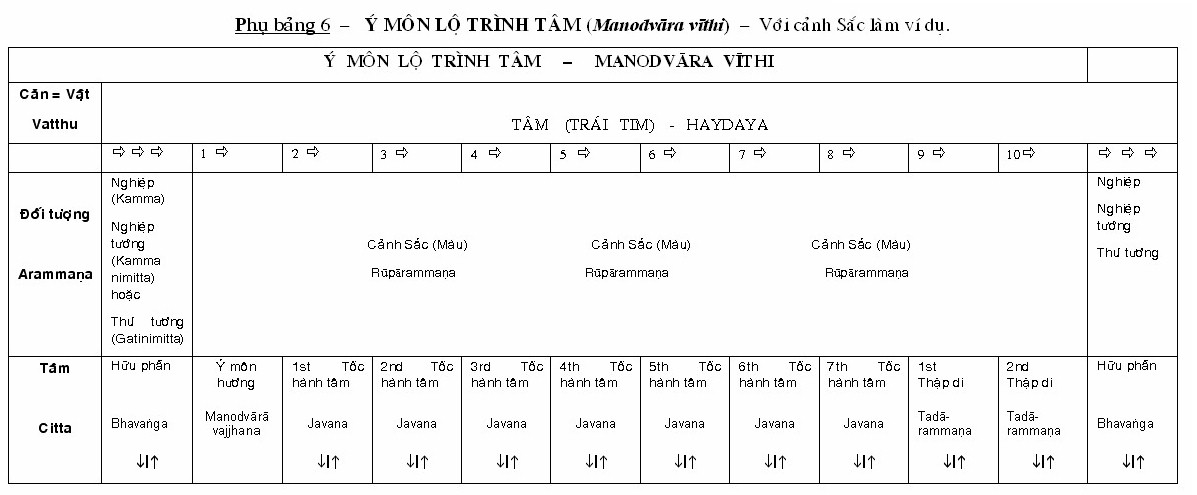 Phụ bảng 6 – Ý MÔN LỘ TRÌNH TÂM (Manodvāra vīthi) – Với cảnh Sắc làm ví dụ.
Ý MÔN LỘ TRÌNH TÂM – MANODVĀRA VĪTHI
Căn = Vật
Vatthu
TÂM (TRÁI TIM) - HAYDAYA
⇨ ⇨ ⇨ 1 ⇨ 2 ⇨ 3 ⇨ 4 ⇨ 5 ⇨ 6 ⇨ 7 ⇨ 8 ⇨ 9 ⇨ 10⇨ ⇨ ⇨ ⇨
Đối tượng
Arammaṇa
Nghiệp
(Kamma)
Nghiệp
tướng
(Kamma
nimitta)
hoặc
Thú tướng
(Gatinimitta)
Cảnh Sắc (Màu) Cảnh Sắc (Màu) Cảnh Sắc (Màu)
Rūpārammaṇa Rūpārammaṇa Rūpārammaṇa
Nghiệp
Nghiệp
tướng
Thú tướng
Tâm
Citta
Hữu phần
Bhavaṅga
↓I↑
Ý môn
hướng
Manodvārā
vajjhana
1st Tốc
hành tâm
Javana
↓I↑
2nd Tốc
hành tâm
Javana
↓I↑
3rd Tốc
hành tâm
Javana
↓I↑
4th Tốc
hành tâm
Javana
↓I↑
5th Tốc
hành tâm
Javana
↓I↑
6th Tốc
hành tâm
Javana
↓I↑
7th Tốc
hành tâm
Javana
↓I↑
1st
Thập di
Tadā-
rammaṇa
↓I↑
2nd
Thập di
Tadā-
rammaṇa
↓I↑
Hữu phần
Bhavaṅga
↓I↑